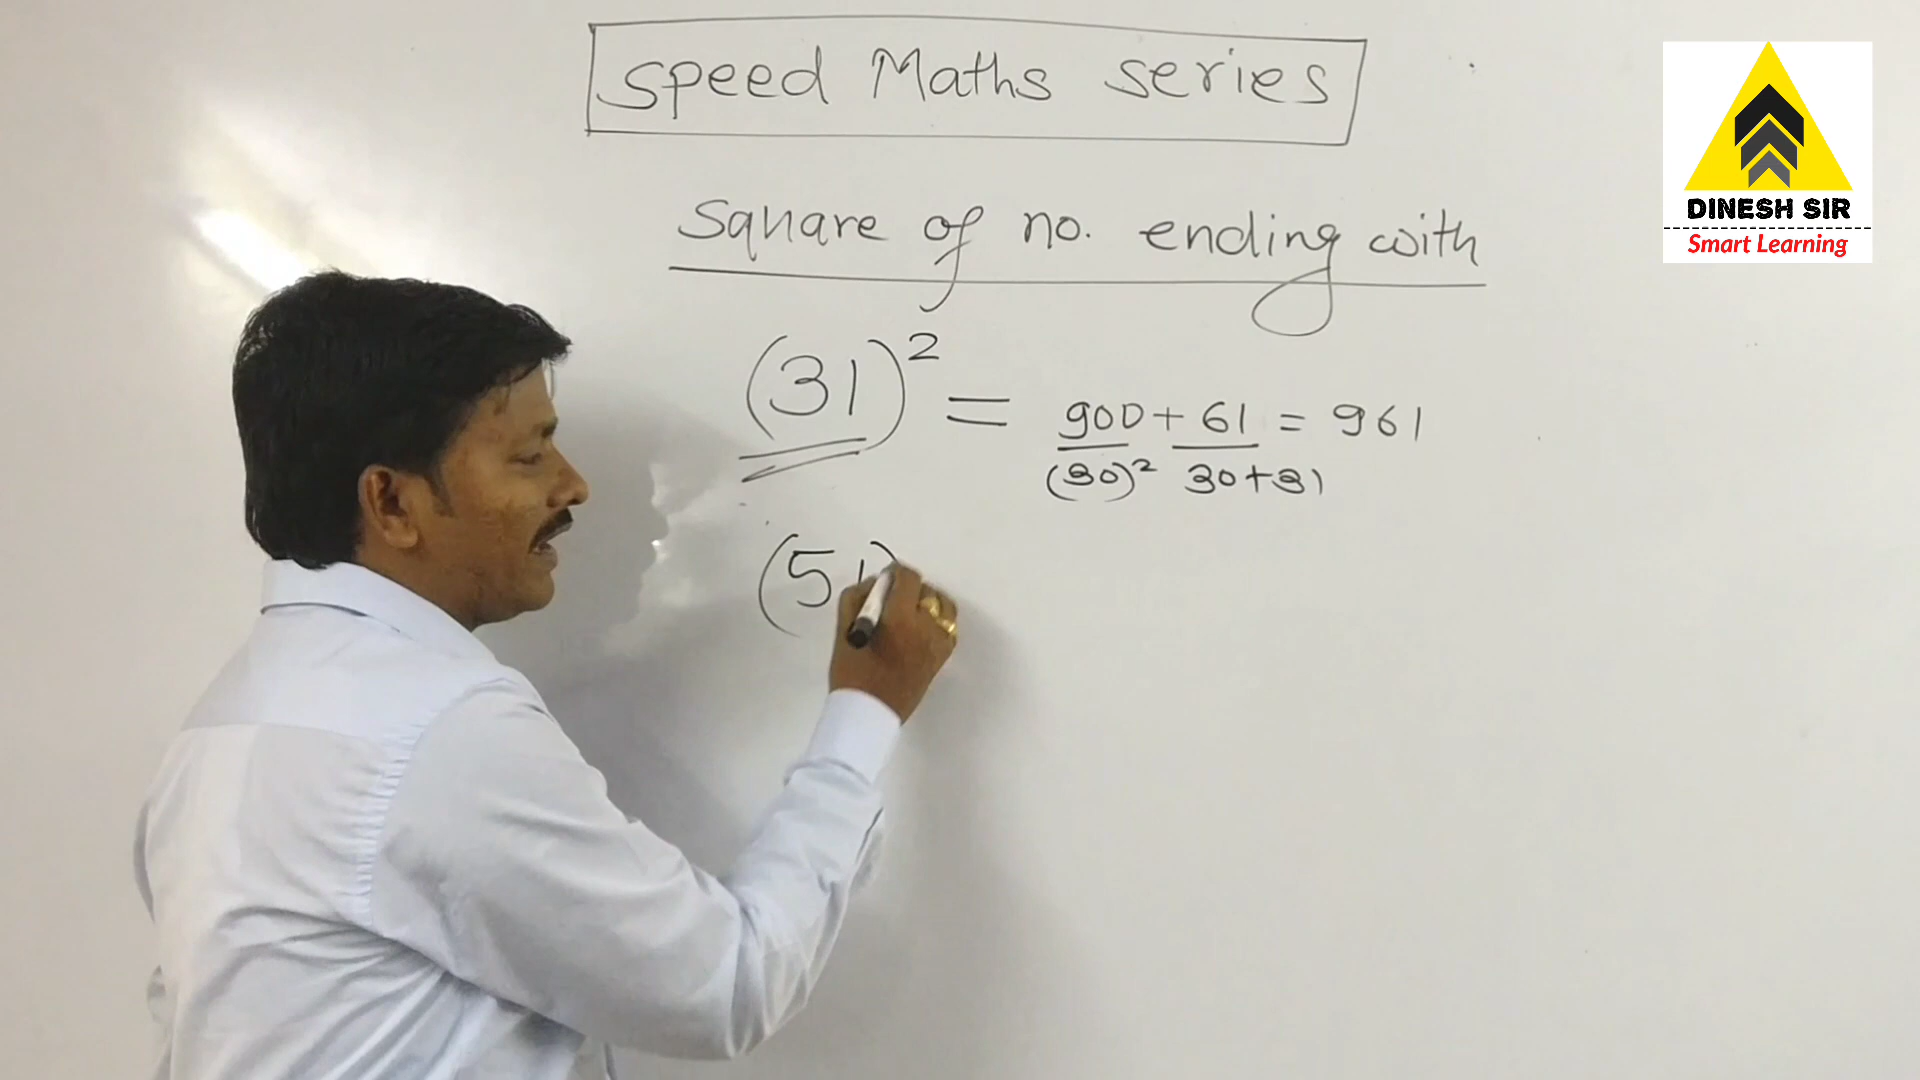 Speed Maths series
DINESH SIR
Smart Learning
Square of no. ending with
(31)² = 900 + 61 = 961
(30)² 30+31
(51)